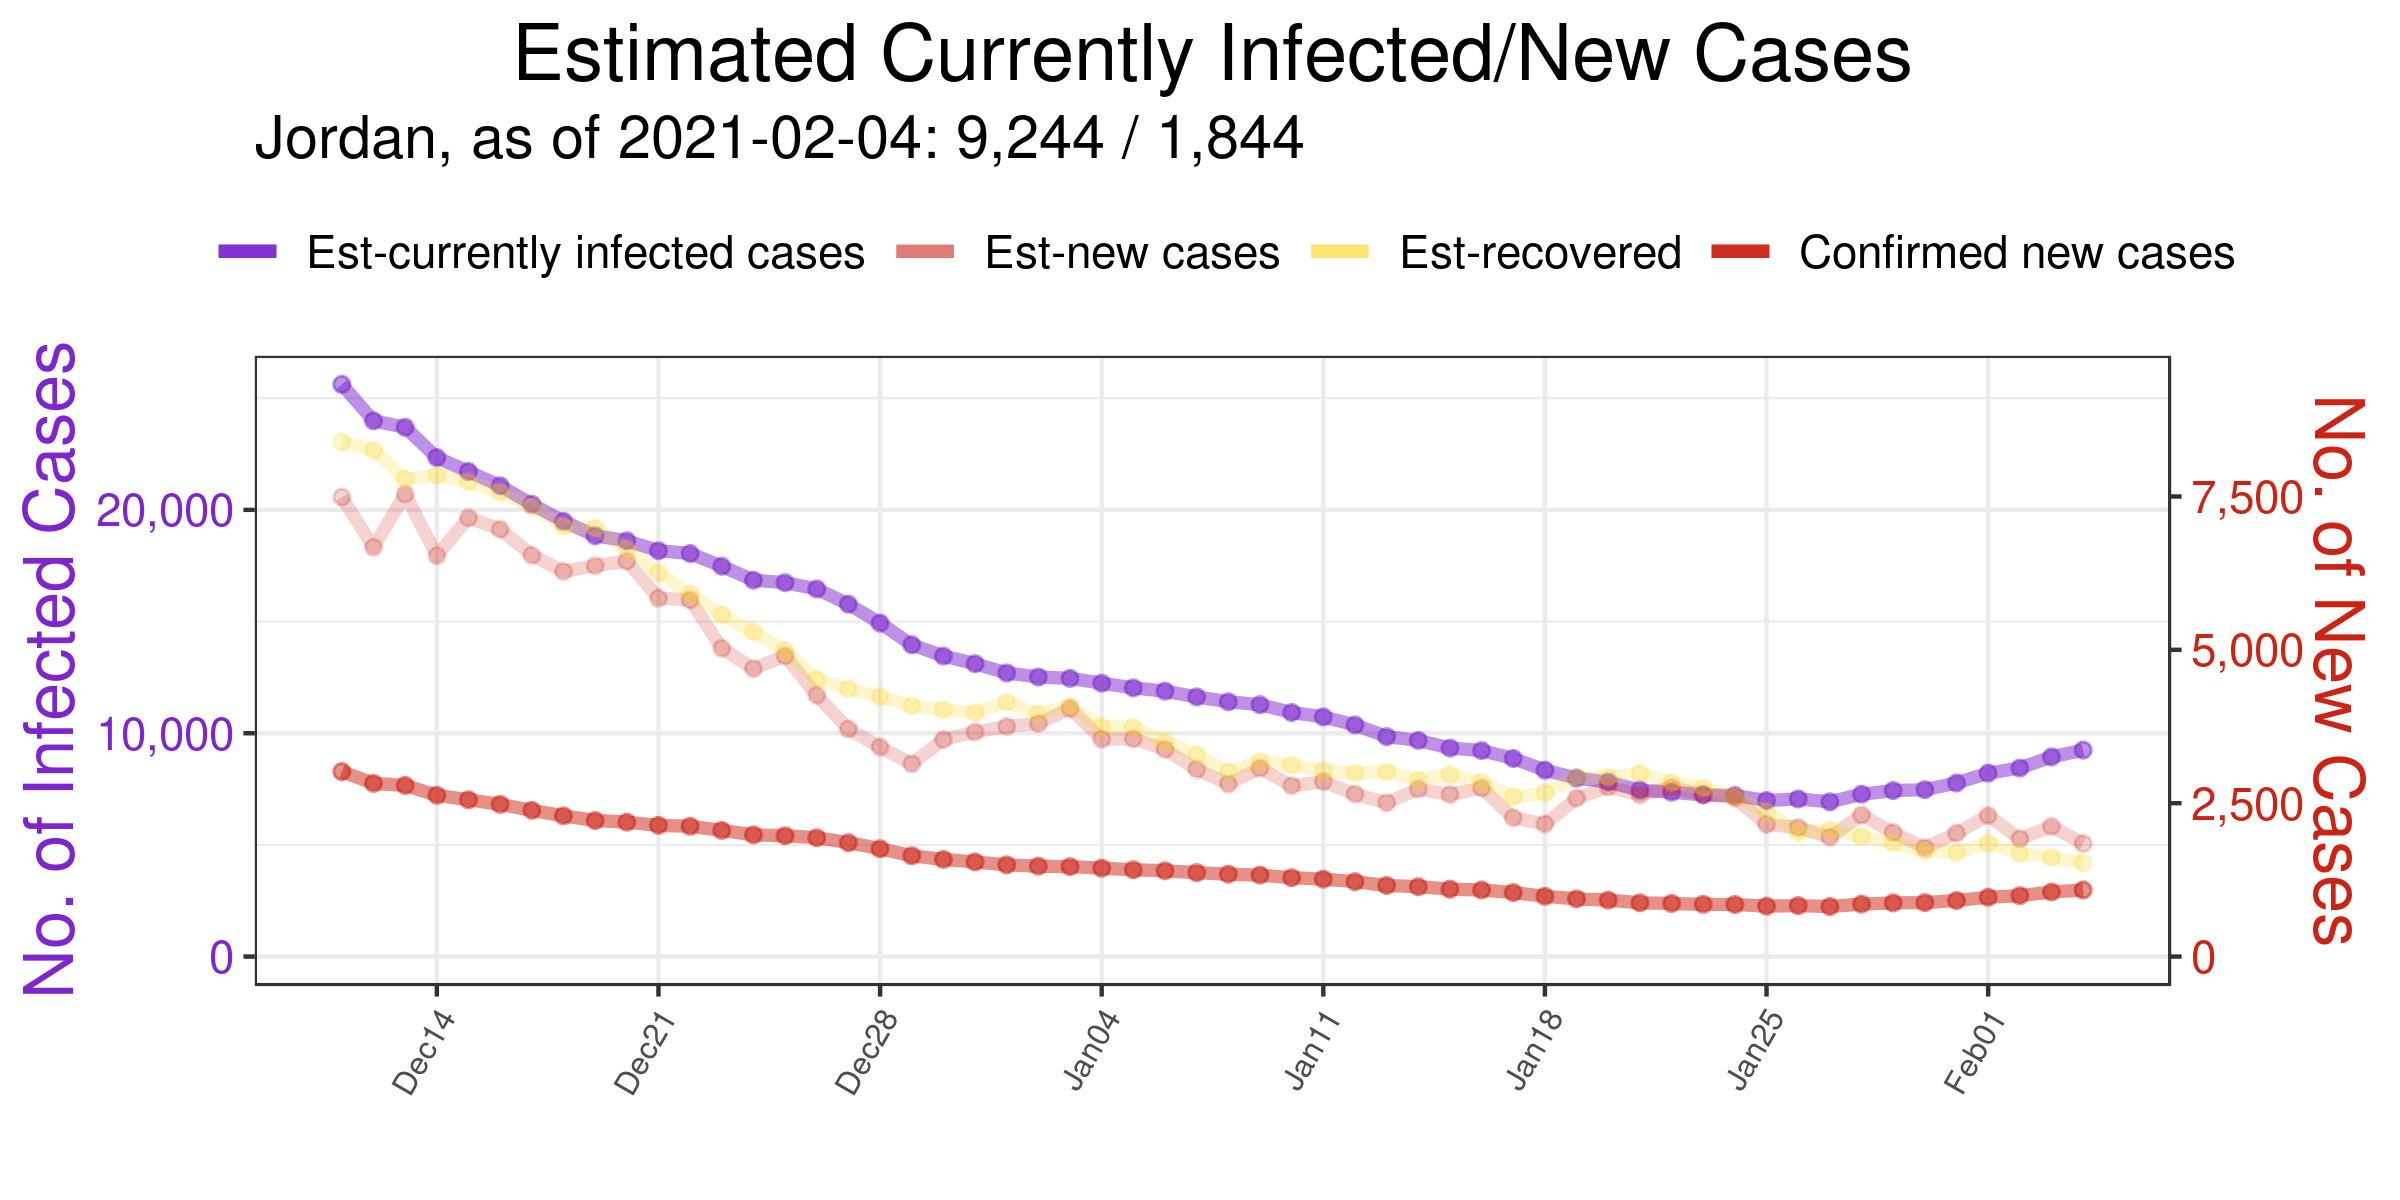 Estimated Currently Infected/New Cases
Jordan, as of 2021-02-04: 9,244 / 1,844
Est-currently infected cases Est-new cases Est-recovered Confirmed new cases
No. of Infected Cases
20,000
10,000
0
7,500
5,000
2,500
0
No. of New Cases
Dec14 Dec21 Dec28 Jan04 Jan11 Jan18 Jan25 Feb01